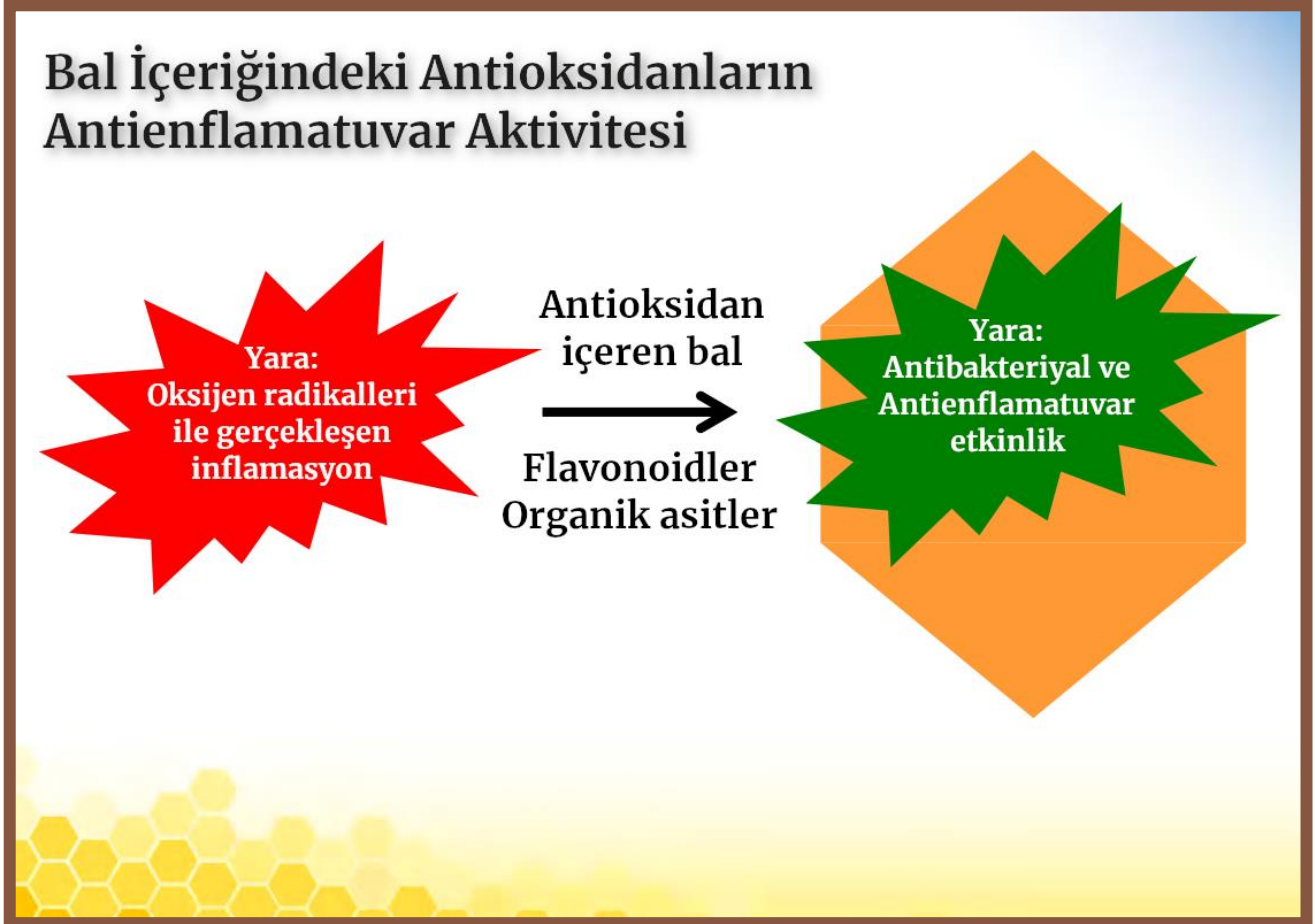 Bal İçeriğindeki Antioksidanların
Antienflamatuvar Aktivitesi
Yara:
Oksijen radikalleri
ile gerçekleşen
inflamasyon
Antioksidan
içeren bal
Flavonoidler
Organik asitler
Yara:
Antibakteriyal ve
Antienflamatuvar
etkinlik